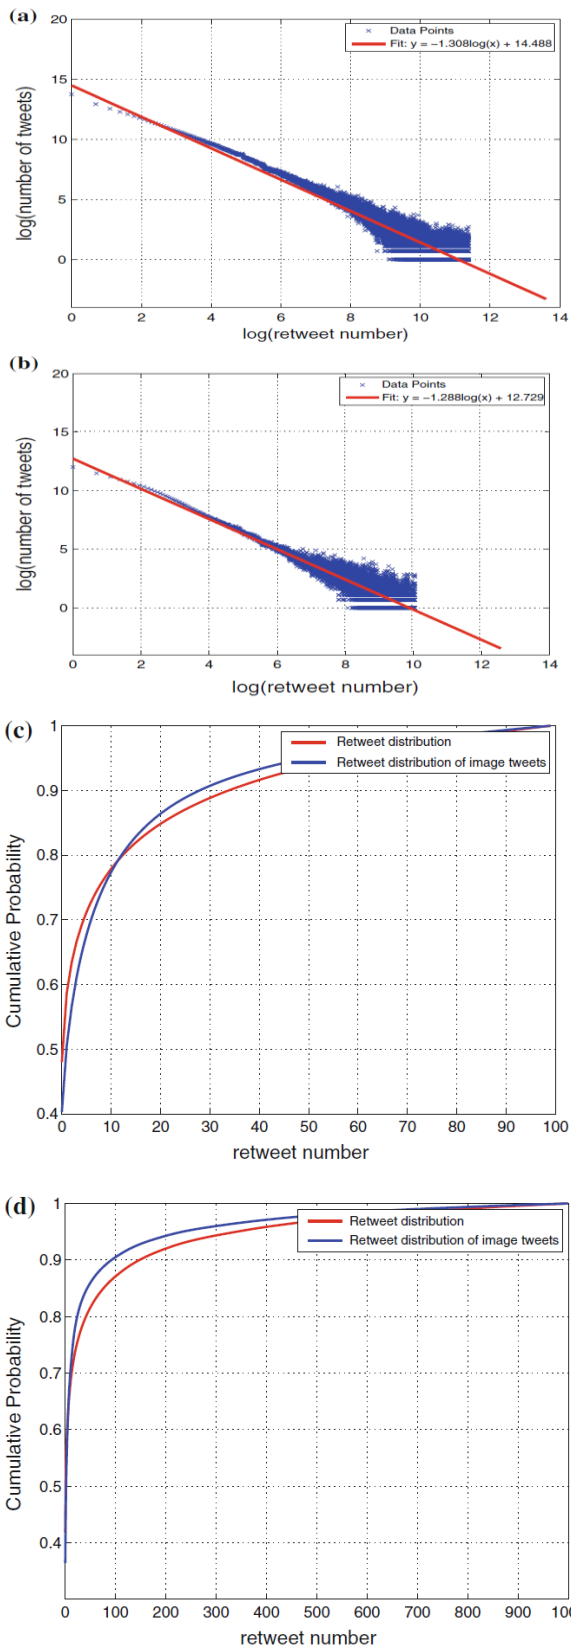 (a)
20
Data Points
Fit: y = −1.308log(x) + 14.488
15
10
5
0
log(number of tweets)
0 2 4 6 8 10 12 14
log(retweet number)
(b)
20
Data Points
Fit: y = −1.288log(x) + 12.729
15
10
5
0
log(number of tweets)
0 2 4 6 8 10 12 14
log(retweet number)
(c)
1
Retweet distribution
Retweet distribution of image tweets
0.9
0.8
0.7
0.6
0.5
0.4
Cumulative Probability
0 10 20 30 40 50 60 70 80 90 100
retweet number
(d)
1
Retweet distribution
Retweet distribution of image tweets
0.9
0.8
0.7
0.6
0.5
0.4
Cumulative Probability
0 100 200 300 400 500 600 700 800 900 100
retweet number